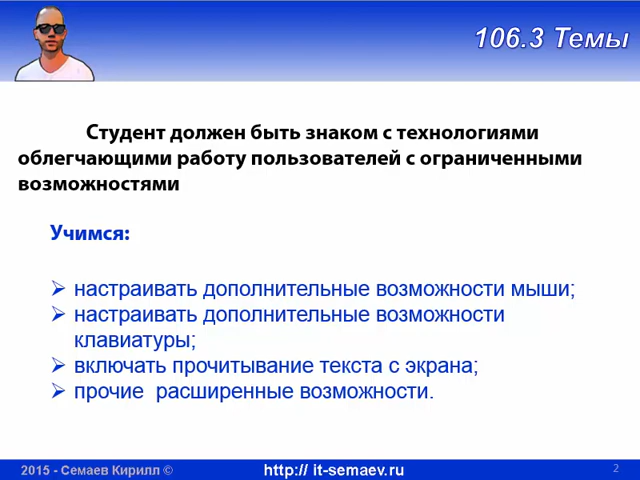 106.3 Темы
Студент должен быть знаком с технологиями
облегчающими работу пользователей с ограниченными
возможностями
Учимся:
настраивать дополнительные возможности мыши;
настраивать дополнительные возможности
клавиатуры;
включать прочитывание текста с экрана;
прочие расширенные возможности.
2015 - Семаев Кирилл ©
http:// it-semaev.ru
2